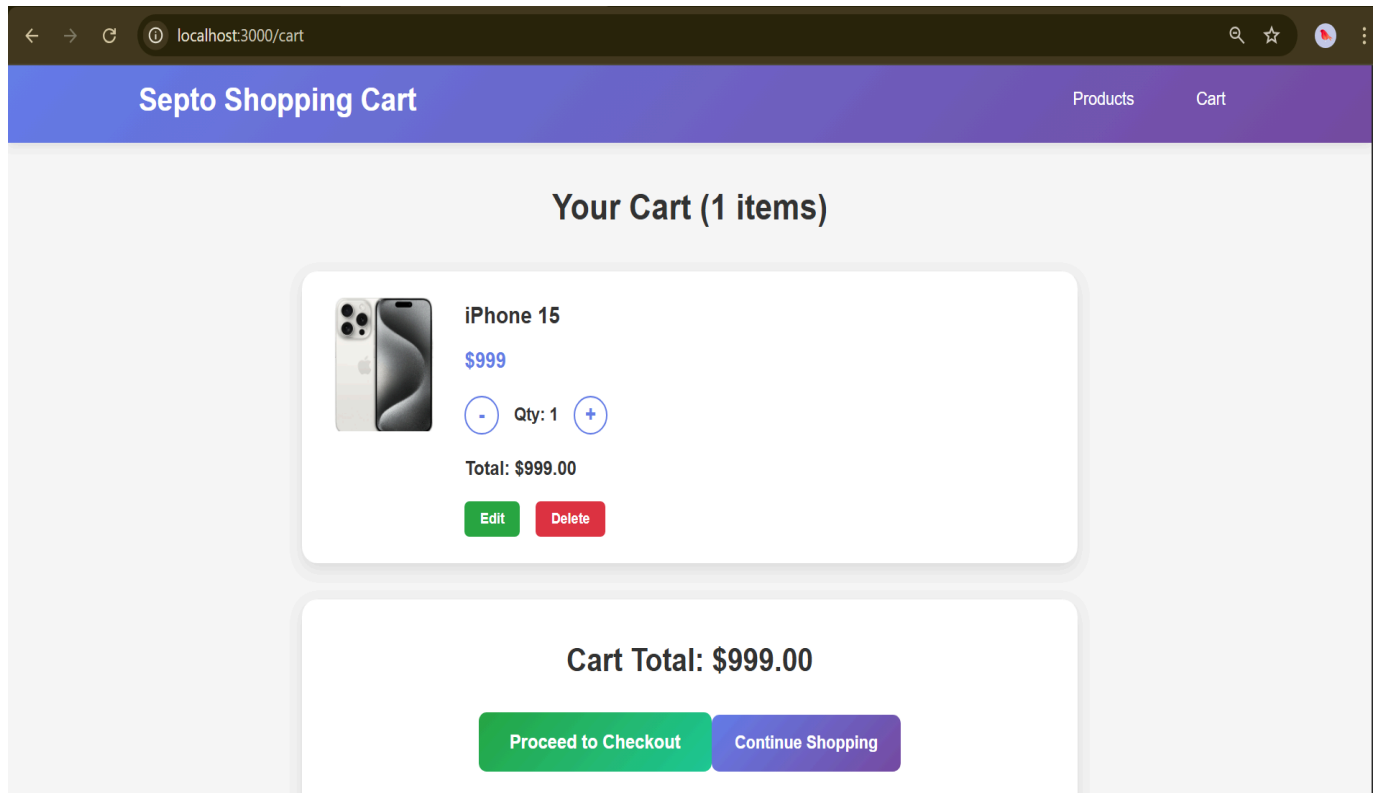 localhost:3000/cart
Septo Shopping Cart Products Cart
Your Cart (1 items)
iPhone 15
$999
- Qty: 1 +
Total: $999.00
Edit Delete
Cart Total: $999.00
Proceed to Checkout Continue Shopping